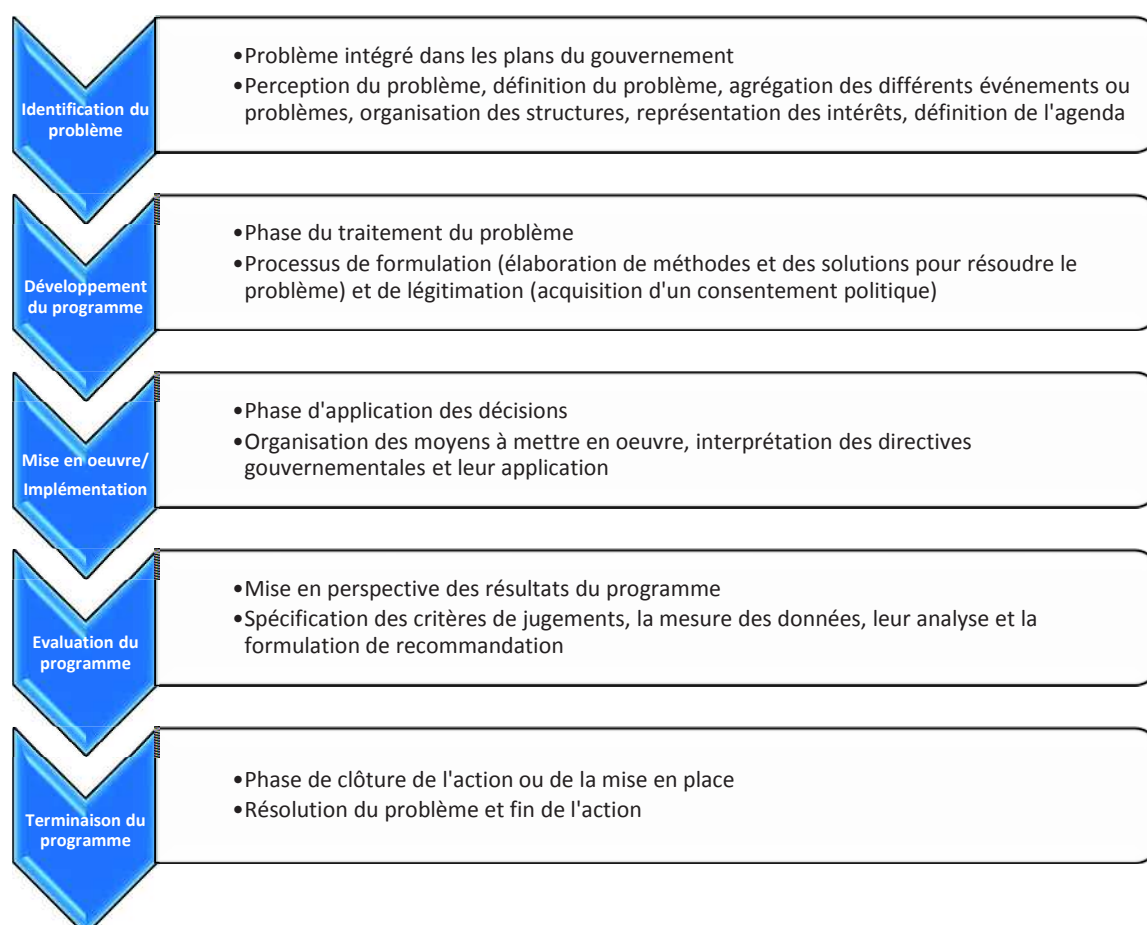 Identification du
problème
•Problème intégré dans les plans du gouvernement
•Perception du problème, définition du problème, agrégation des différents événements ou
problèmes, organisation des structures, représentation des intérêts, définition de l'agenda
Développement
du programme
•Phase du traitement du problème
•Processus de formulation (élaboration de méthodes et des solutions pour résoudre le
problème) et de légitimation (acquisition d'un consentement politique)
Mise en oeuvre/
Implémentation
•Phase d'application des décisions
•Organisation des moyens à mettre en oeuvre, interprétation des directives
gouvernementales et leur application
Evaluation du
programme
•Mise en perspective des résultats du programme
•Spécification des critères de jugements, la mesure des données, leur analyse et la
formulation de recommandation
Terminaison du
programme
•Phase de clôture de l'action ou de la mise en place
•Résolution du problème et fin de l'action